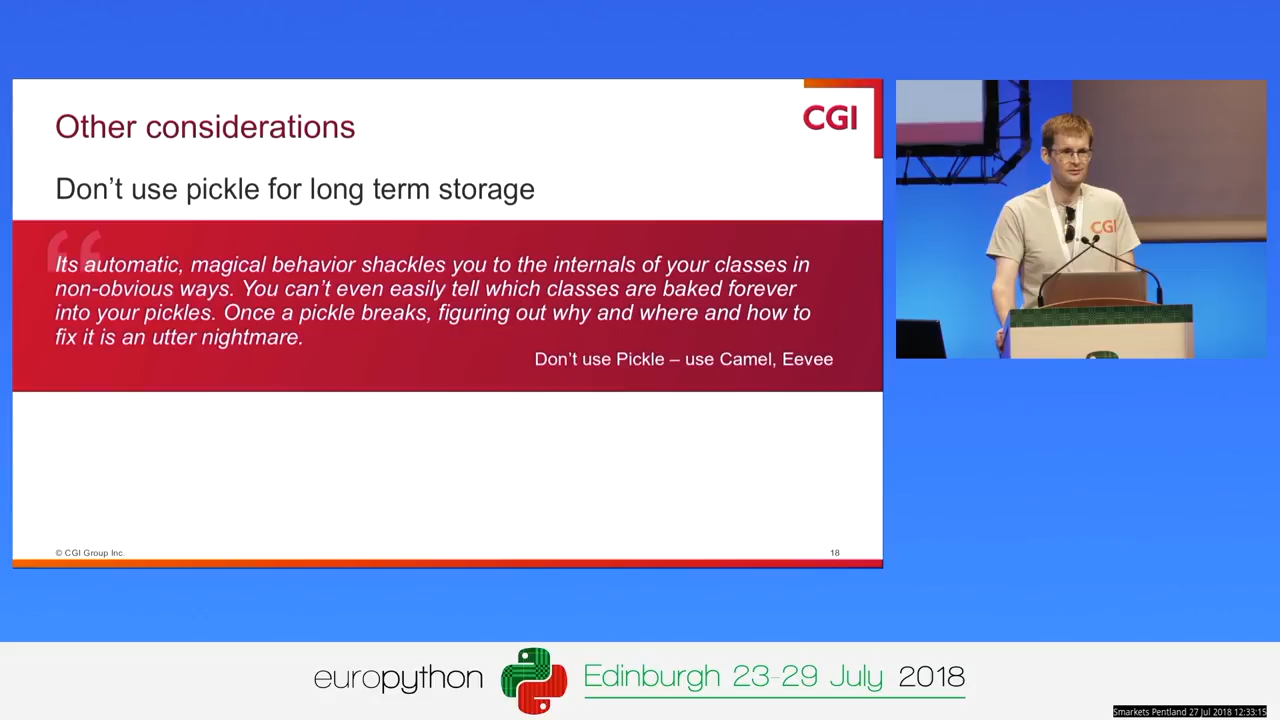 Other considerations
CGI
Don't use pickle for long term storage
“
Its automatic, magical behavior shackles you to the internals of your classes in
non-obvious ways. You can't even easily tell which classes are baked forever
into your pickles. Once a pickle breaks, figuring out why and where and how to
fix it is an utter nightmare.
Don't use Pickle – use Camel, Eevee
© CGI Group Inc.
18
CGI
europython
Edinburgh 23-29 July 2018
Smarkets Pentland 27 Jul 2018 12:33:15